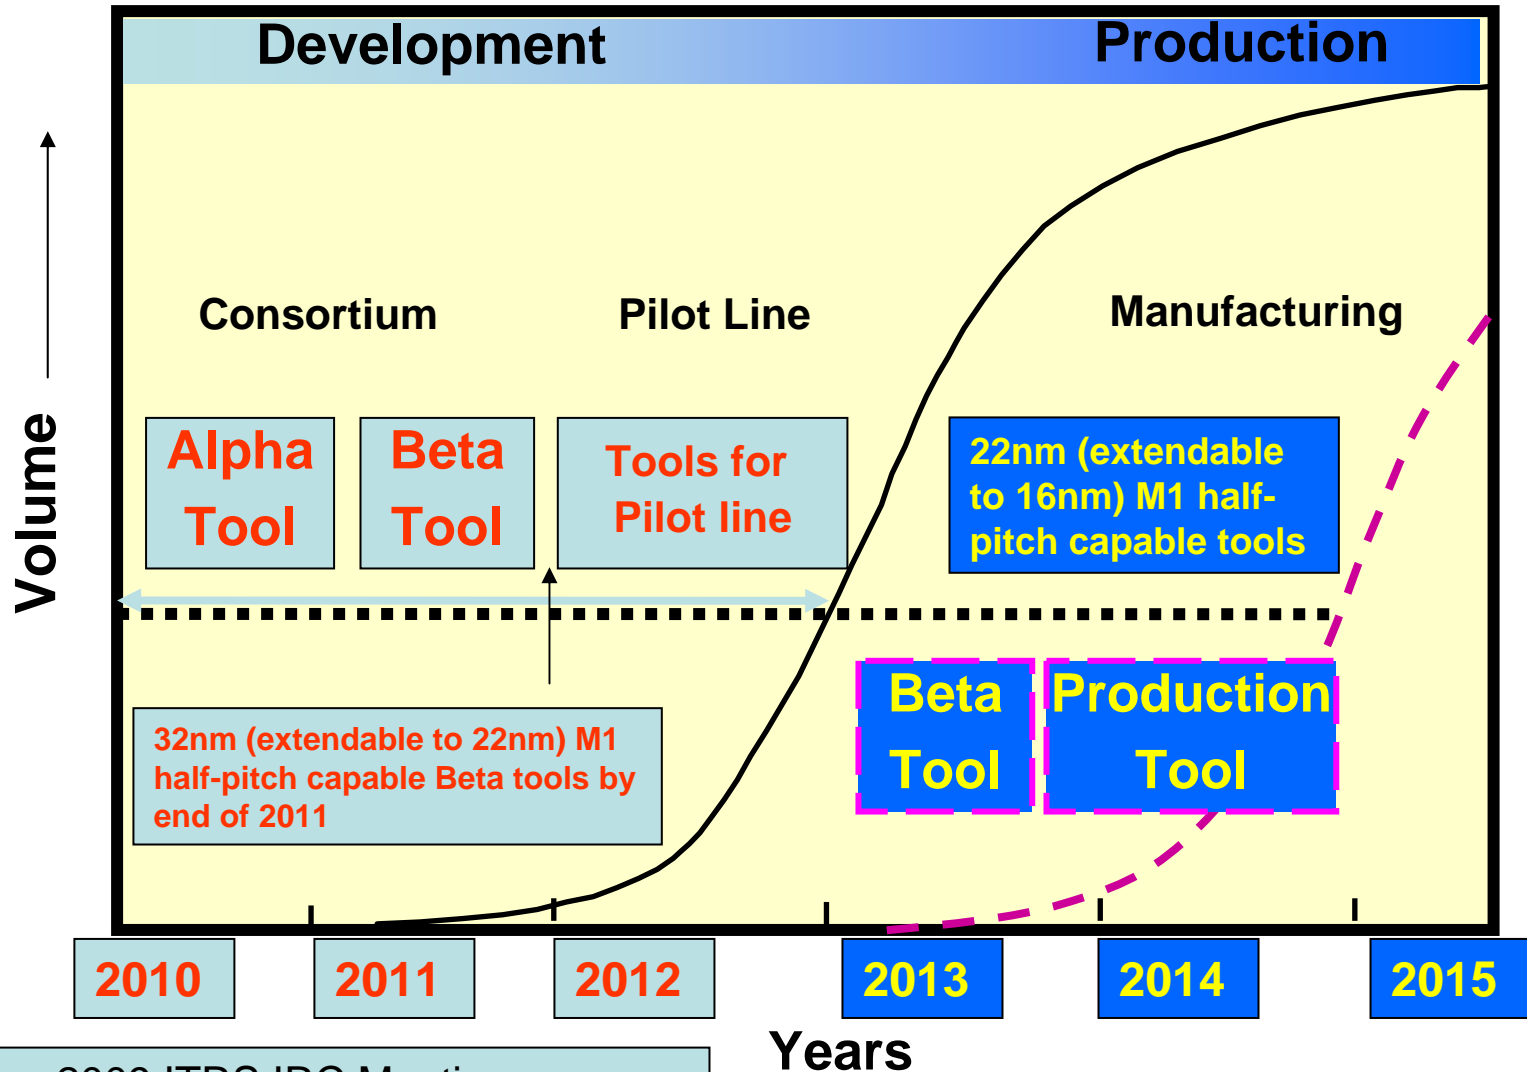 Development
Production
Consortium
Pilot Line
Manufacturing
Volume
Alpha
Tool
Beta
Tool
Tools for
Pilot line
22nm (extendable
to 16nm) M1 half-
pitch capable tools
32nm (extendable to 22nm) M1
half-pitch capable Beta tools by
end of 2011
Beta
Tool
Production
Tool
2010
2011
2012
2013
2014
2015
Years
ITRS IRC